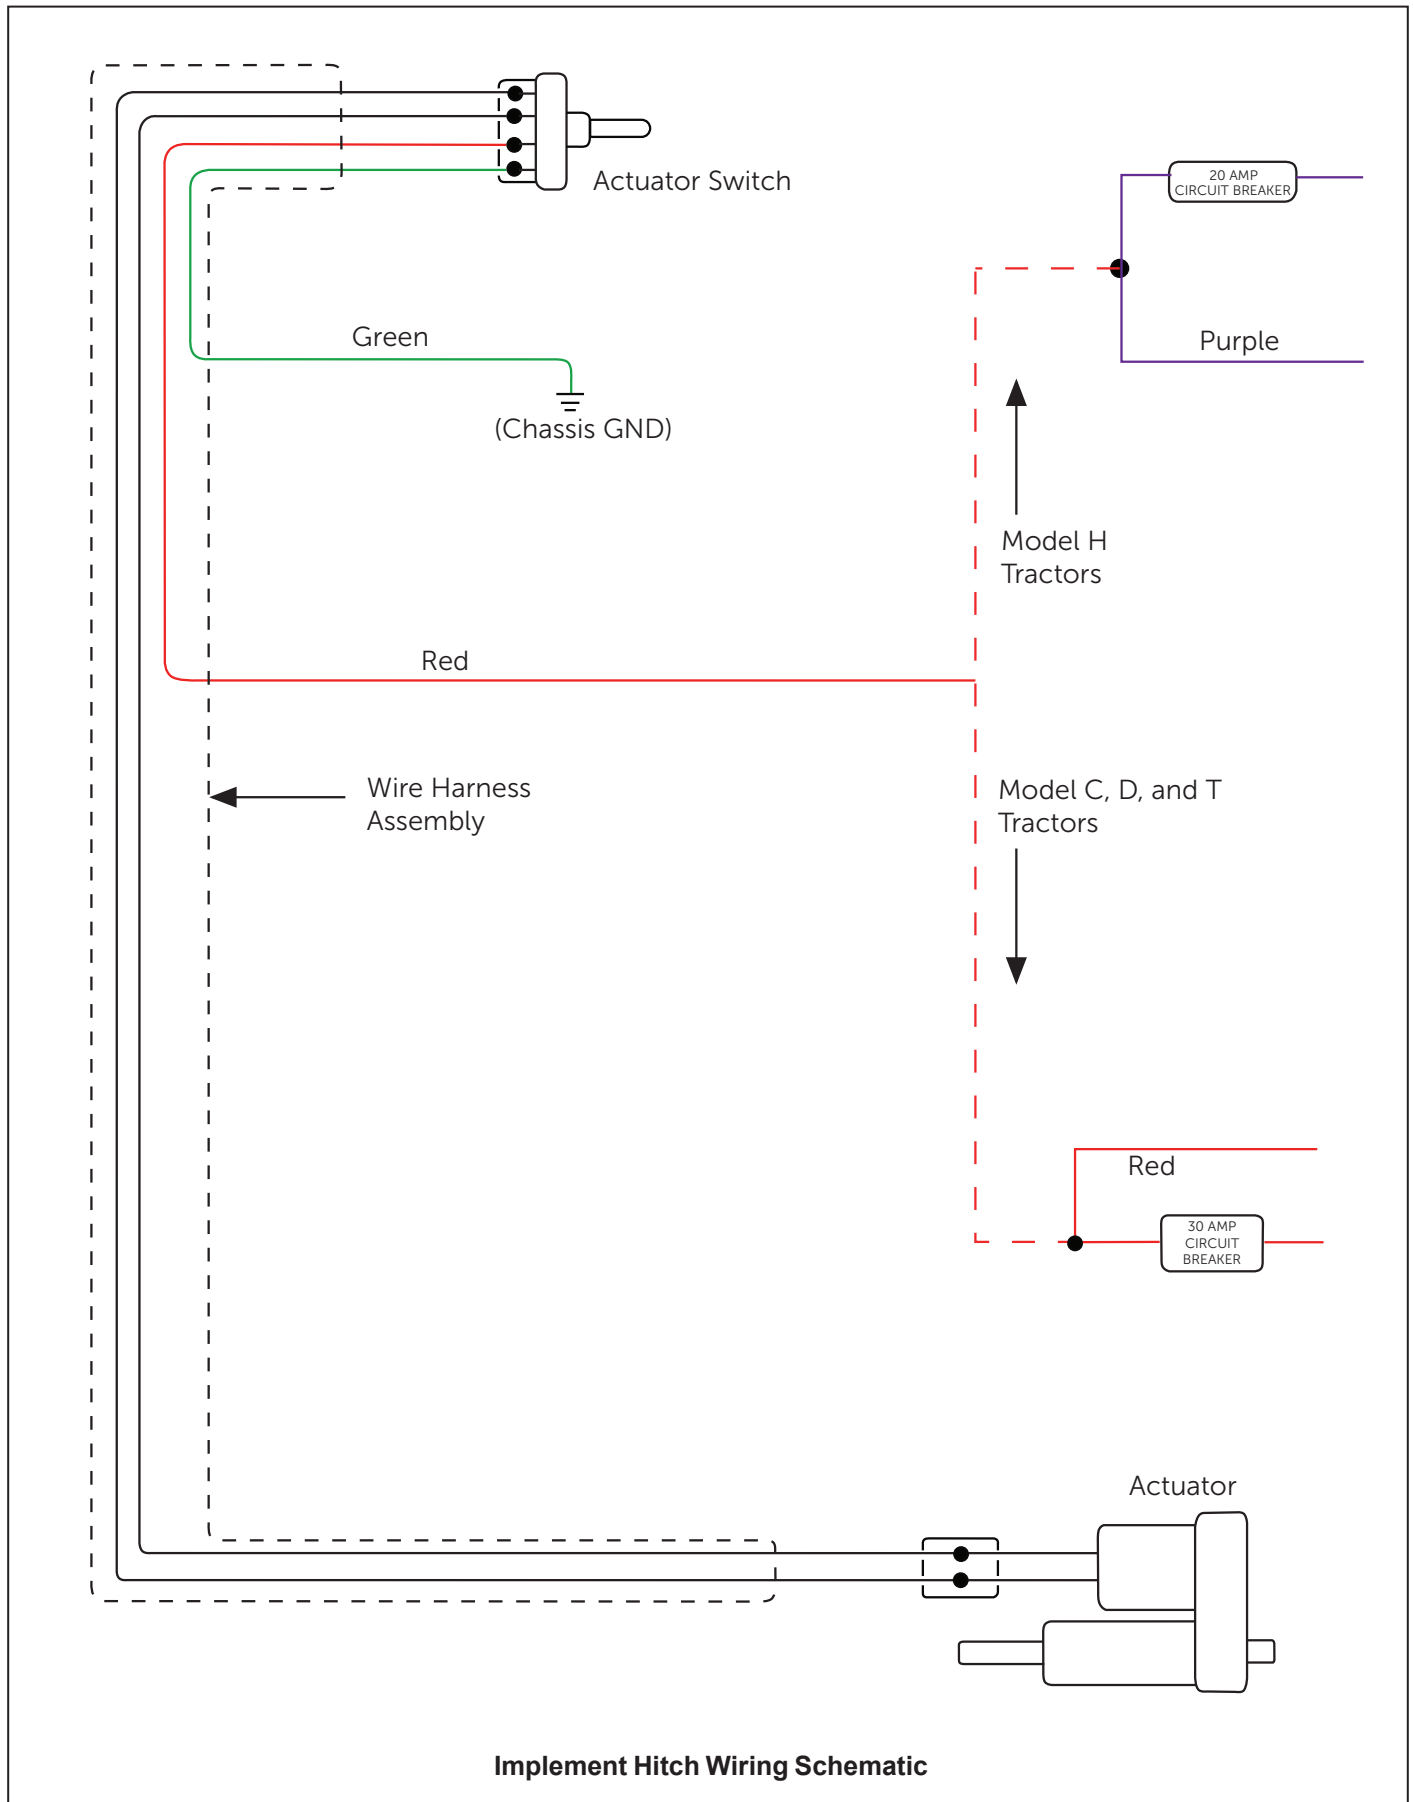 Actuator Switch
20 AMP
CIRCUIT BREAKER
Green
Purple
(Chassis GND)
Model H
Tractors
Red
Wire Harness
Assembly
Model C, D, and T
Tractors
Red
30 AMP
CIRCUIT
BREAKER
Actuator
Implement Hitch Wiring Schematic